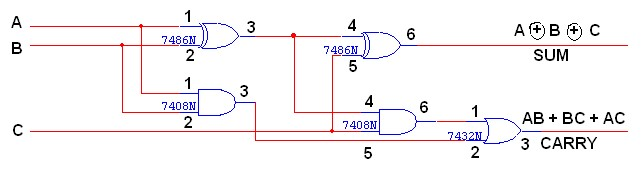 A
B
C
1
2
7486N
3
4
5
7486N
6
A ⊕ B ⊕ C
SUM
1
2
7408N
3
4
7408N
5
6
1
7432N
2
3
AB + BC + AC
CARRY